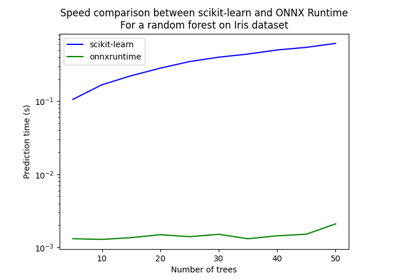 Speed comparison between scikit-learn and ONNX Runtime
For a random forest on Iris dataset
scikit-learn
onnxruntime
Prediction time (s)
10⁻¹
10⁻²
10⁻³
10
20
30
40
50
Number of trees